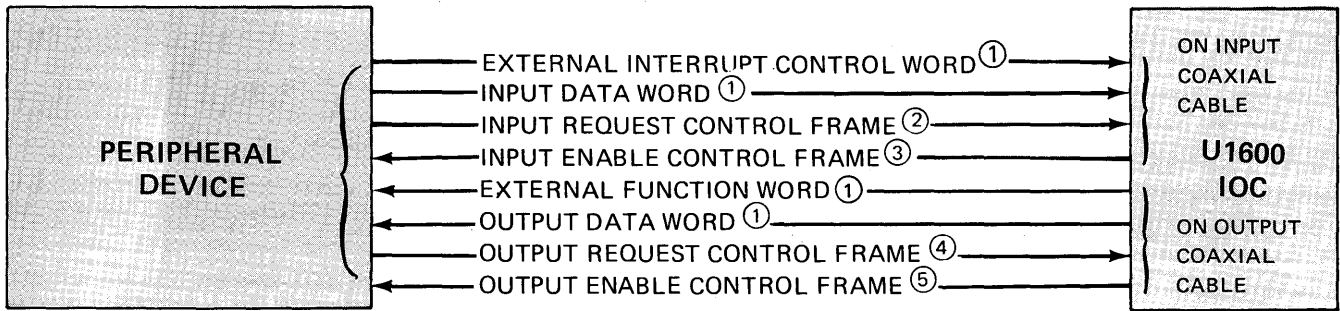 PERIPHERAL
DEVICE
EXTERNAL INTERRUPT CONTROL WORD ①
INPUT DATA WORD ①
INPUT REQUEST CONTROL FRAME ②
INPUT ENABLE CONTROL FRAME ③
EXTERNAL FUNCTION WORD ①
OUTPUT DATA WORD ①
OUTPUT REQUEST CONTROL FRAME ④
OUTPUT ENABLE CONTROL FRAME ⑤
ON INPUT
COAXIAL
CABLE
U1600
IOC
ON OUTPUT
COAXIAL
CABLE